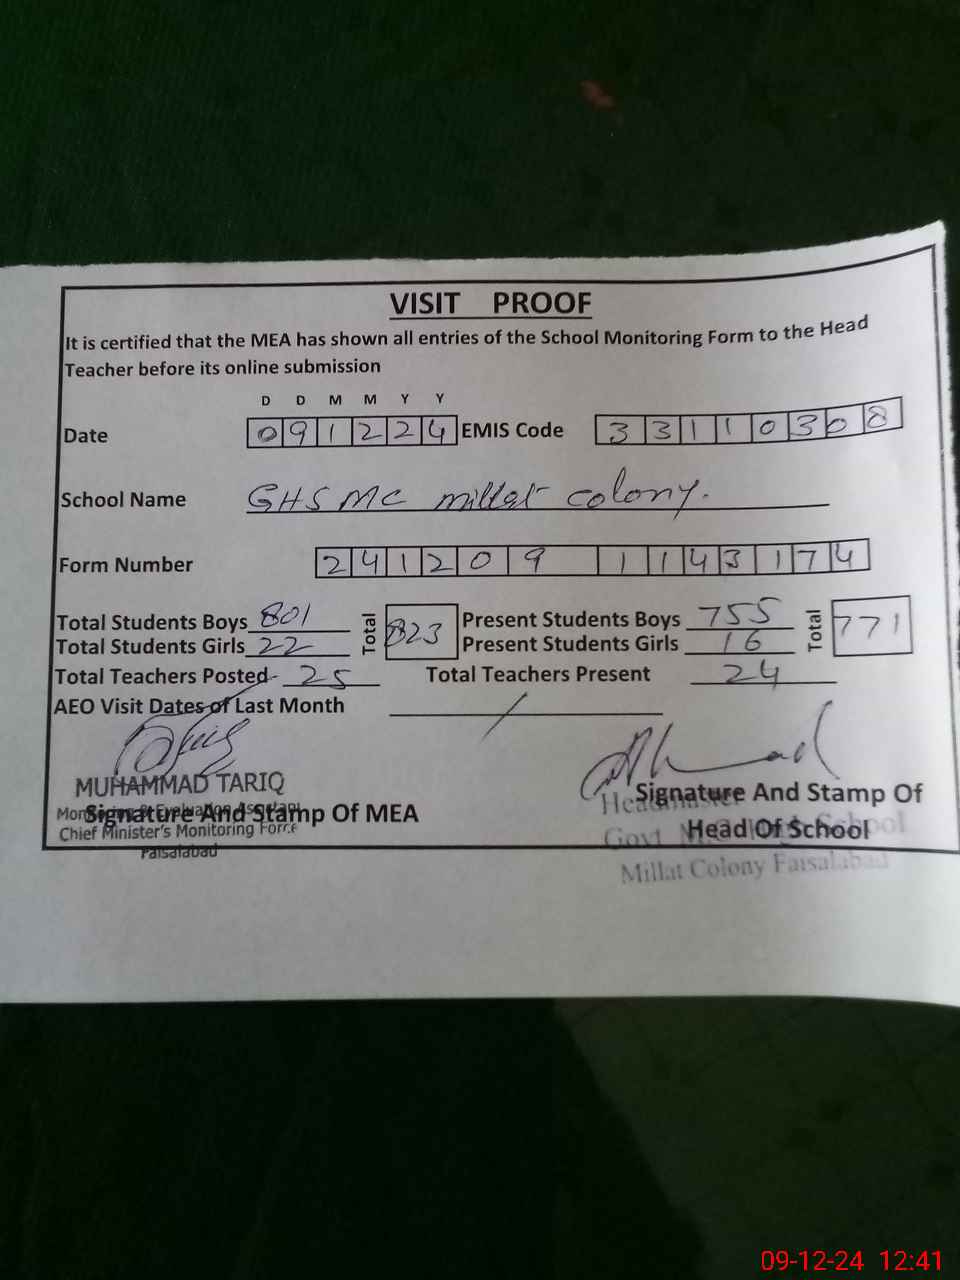 VISIT PROOF
It is certified that the MEA has shown all entries of the School Monitoring Form to the Head
Teacher before its online submission
D D M M Y Y
Date 0 9 1 2 2 4 EMIS Code 3 3 1 1 0 3 0 8
School Name GHS MC millat colony.
Form Number 2 4 1 2 0 9 1 1 4 3 1 7 4
Total Students Boys 801 Total 823 Present Students Boys 755 Total 771
Total Students Girls 22 Present Students Girls 16
Total Teachers Posted 25 Total Teachers Present 24
AEO Visit Dates of Last Month /
MUHAMMAD TARIQ
Signature And Stamp Of MEA
Monitoring & Evaluation Assistant
Chief Minister's Monitoring Force
Faisalabad
Signature And Stamp Of
Head Of School
Headmaster
Govt M.C School
Millat Colony Faisalabad
09-12-24 12:41